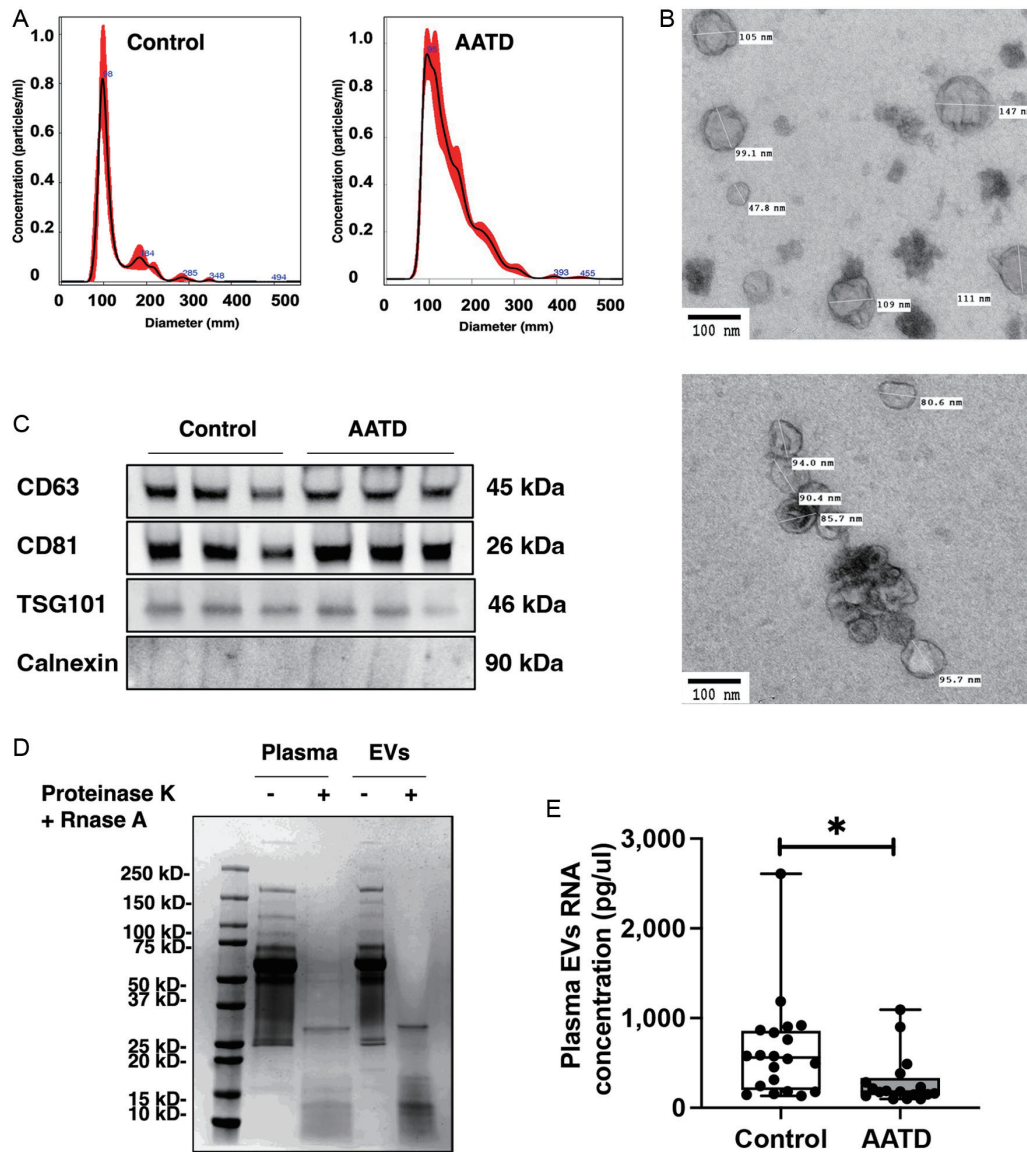 A
Control
Concentration (particles/ml)
1.0
0.8
0.6
0.4
0.2
0
98
184
285
348
494
0 100 200 300 400 500
Diameter (mm)
AATD
Concentration (particles/ml)
1.0
0.8
0.6
0.4
0.2
0
393
455
0 100 200 300 400 500
Diameter (mm)
B
105 nm
147 nm
99.1 nm
47.8 nm
109 nm
111 nm
100 nm
80.6 nm
94.0 nm
90.4 nm
85.7 nm
95.7 nm
100 nm
C
Control AATD
CD63 45 kDa
CD81 26 kDa
TSG101 46 kDa
Calnexin 90 kDa
D
Plasma EVs
Proteinase K - + - +
+ Rnase A
250 kD-
150 kD-
100 kD-
75 kD-
50 kD-
37 kD-
25 kD-
20 kD-
15 kD-
10 kD-
E
Plasma EVs RNA
concentration (pg/ul)
3,000
2,000
1,000
0
*
Control AATD